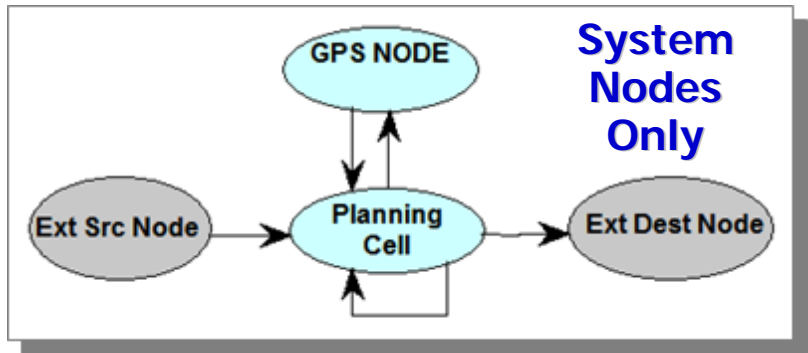 GPS NODE
System
Nodes
Only
Ext Src Node
Planning
Cell
Ext Dest Node